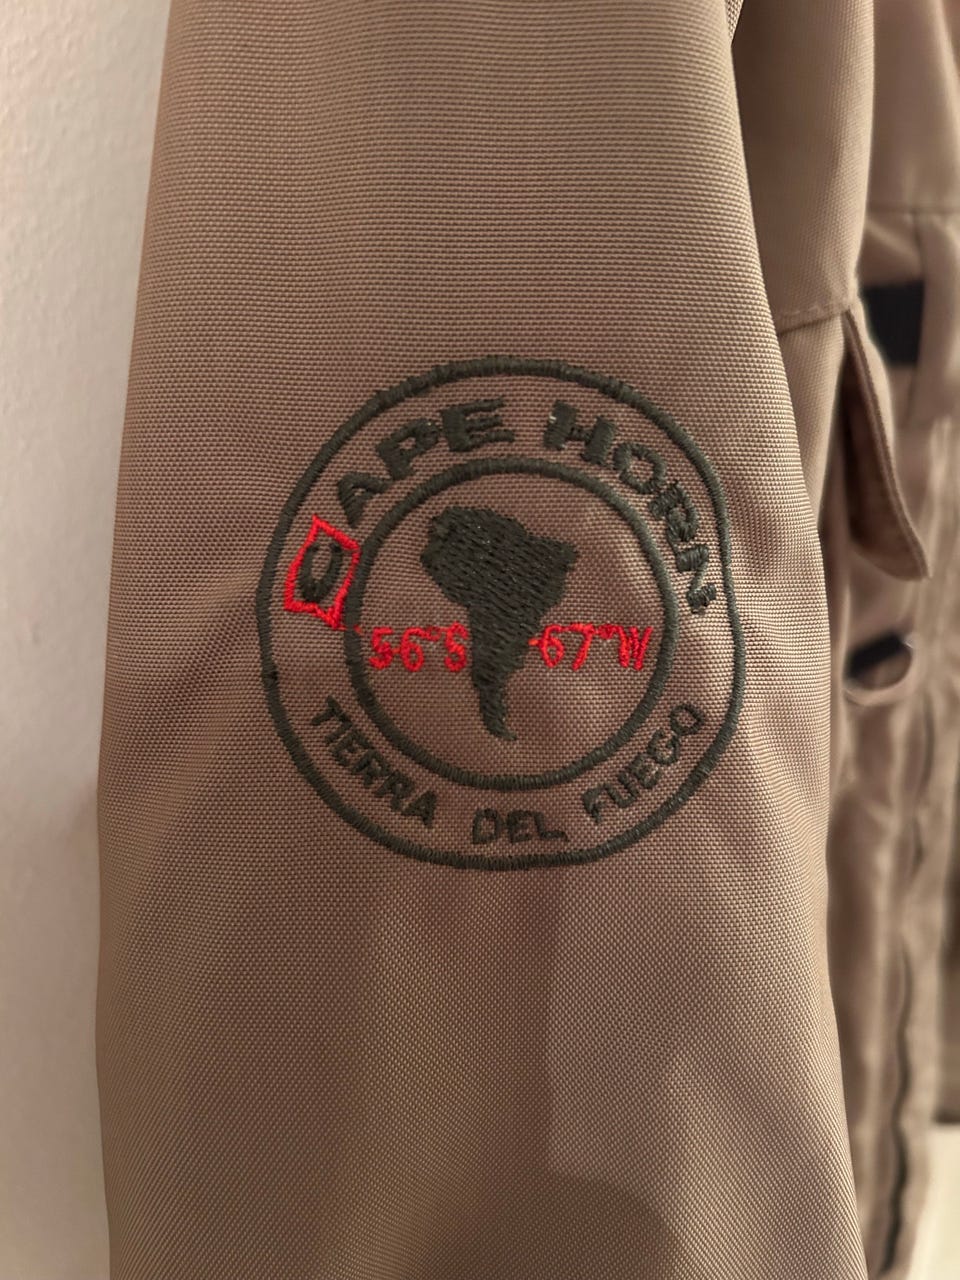 CAPE HORN
56°S 67°W
TIERRA DEL FUEGO